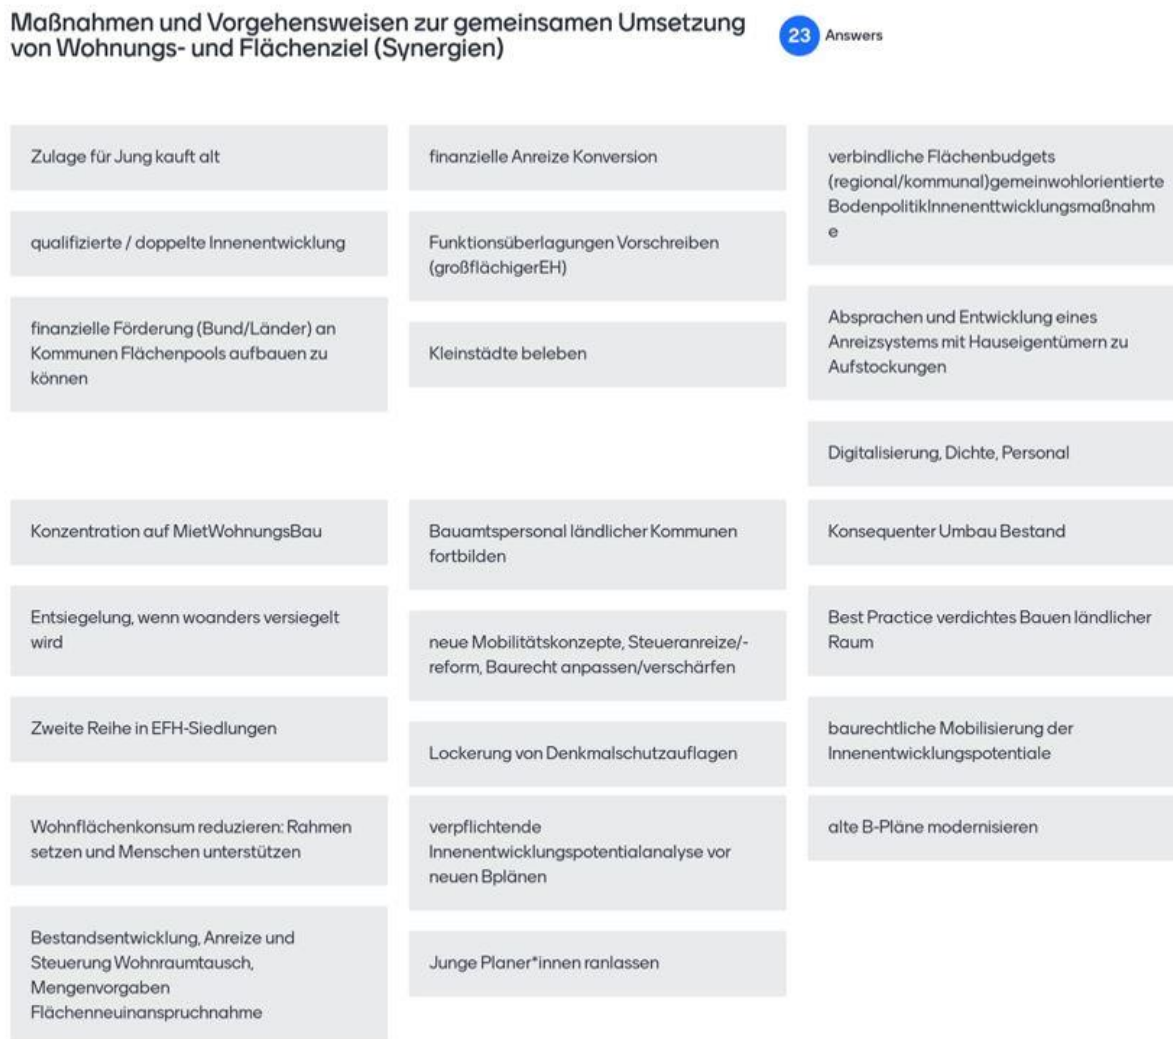 Maßnahmen und Vorgehensweisen zur gemeinsamen Umsetzung
von Wohnungs- und Flächenziel (Synergien)
23 Answers
Zulage für Jung kauft alt
qualifizierte / doppelte Innenentwicklung
finanzielle Förderung (Bund/Länder) an
Kommunen Flächenpools aufbauen zu
können
finanzielle Anreize Konversion
Funktionsüberlagungen Vorschreiben
(großflächigerEH)
Kleinstädte beleben
verbindliche Flächenbudgets
(regional/kommunal)gemeinwohlorientierte
BodenpolitikInnenenttwicklungsmaßnahm
e
Absprachen und Entwicklung eines
Anreizsystems mit Hauseigentümern zu
Aufstockungen
Digitalisierung, Dichte, Personal
Konzentration auf MietWohnungsBau
Entsiegelung, wenn woanders versiegelt
wird
Zweite Reihe in EFH-Siedlungen
Bauamtspersonal ländlicher Kommunen
fortbilden
neue Mobilitätskonzepte, Steueranreize/-
reform, Baurecht anpassen/verschärfen
Lockerung von Denkmalschutzauflagen
Konsequenter Umbau Bestand
Best Practice verdichtes Bauen ländlicher
Raum
baurechtliche Mobilisierung der
Innenentwicklungspotentiale
Wohnflächenkonsum reduzieren: Rahmen
setzen und Menschen unterstützen
Bestandsentwicklung, Anreize und
Steuerung Wohnraumtausch,
Mengenvorgaben
Flächenneuinanspruchnahme
verpflichtende
Innenentwicklungspotentialanalyse vor
neuen Bplänen
Junge Planer*innen ranlassen
alte B-Pläne modernisieren